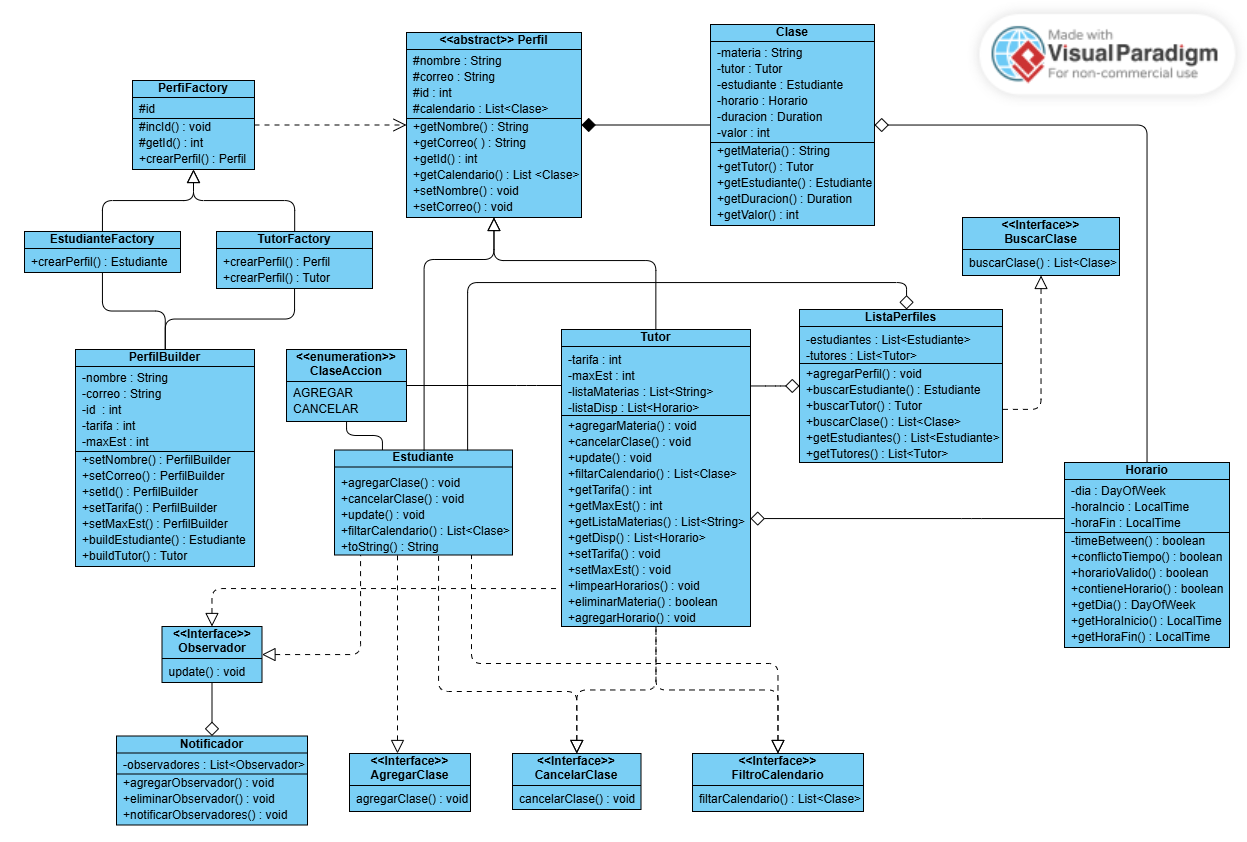 Made with
Visual Paradigm
For non-commercial use
<<abstract>> Perfil
#nombre : String
#correo : String
#id : int
#calendario : List<Clase>
+getNombre() : String
+getCorreo( ) : String
+getId() : int
+getCalendario() : List <Clase>
+setNombre() : void
+setCorreo() : void
Clase
-materia : String
-tutor : Tutor
-estudiante : Estudiante
-horario : Horario
-duracion : Duration
-valor : int
+getMateria() : String
+getTutor() : Tutor
+getEstudiante() : Estudiante
+getDuracion() : Duration
+getValor() : int
PerfiFactory
#id
#incId() : void
#getId() : int
+crearPerfil() : Perfil
EstudianteFactory
+crearPerfil() : Estudiante
TutorFactory
+crearPerfil() : Perfil
+crearPerfil() : Tutor
<<Interface>>
BuscarClase
buscarClase() : List<Clase>
ListaPerfiles
-estudiantes : List<Estudiante>
-tutores : List<Tutor>
+agregarPerfil() : void
+buscarEstudiante() : Estudiante
+buscarTutor() : Tutor
+buscarClase() : List<Clase>
+getEstudiantes() : List<Estudiante>
+getTutores() : List<Tutor>
PerfilBuilder
-nombre : String
-correo : String
-id  : int
-tarifa : int
-maxEst : int
+setNombre() : PerfilBuilder
+setCorreo() : PerfilBuilder
+setId() : PerfilBuilder
+setTarifa() : PerfilBuilder
+setMaxEst() : PerfilBuilder
+buildEstudiante() : Estudiante
+buildTutor() : Tutor
<<enumeration>>
ClaseAccion
AGREGAR
CANCELAR
Tutor
-tarifa : int
-maxEst : int
-listaMaterias : List<String>
-listaDisp : List<Horario>
+agregarMateria() : void
+cancelarClase() : void
+update() : void
+filtarCalendario() : List<Clase>
+getTarifa() : int
+getMaxEst() : int
+getListaMaterias() : List<String>
+getDisp() : List<Horario>
+setTarifa() : void
+setMaxEst() : void
+limpearHorarios() : void
+eliminarMateria() : boolean
+agregarHorario() : void
Estudiante
+agregarClase() : void
+cancelarClase() : void
+update() : void
+filtarCalendario() : List<Clase>
+toString() : String
Horario
-dia : DayOfWeek
-horaIncio : LocalTime
-horaFin : LocalTime
-timeBetween() : boolean
+conflictoTiempo() : boolean
+horarioValido() : boolean
+contieneHorario() : boolean
+getDia() : DayOfWeek
+getHoraInicio() : LocalTime
+getHoraFin() : LocalTime
<<Interface>>
Observador
update() : void
Notificador
-observadores : List<Observador>
+agregarObservador() : void
+eliminarObservador() : void
+notificarObservadores() : void
<<Interface>>
AgregarClase
agregarClase() : void
<<Interface>>
CancelarClase
cancelarClase() : void
<<Interface>>
FiltroCalendario
filtarCalendario() : List<Clase>